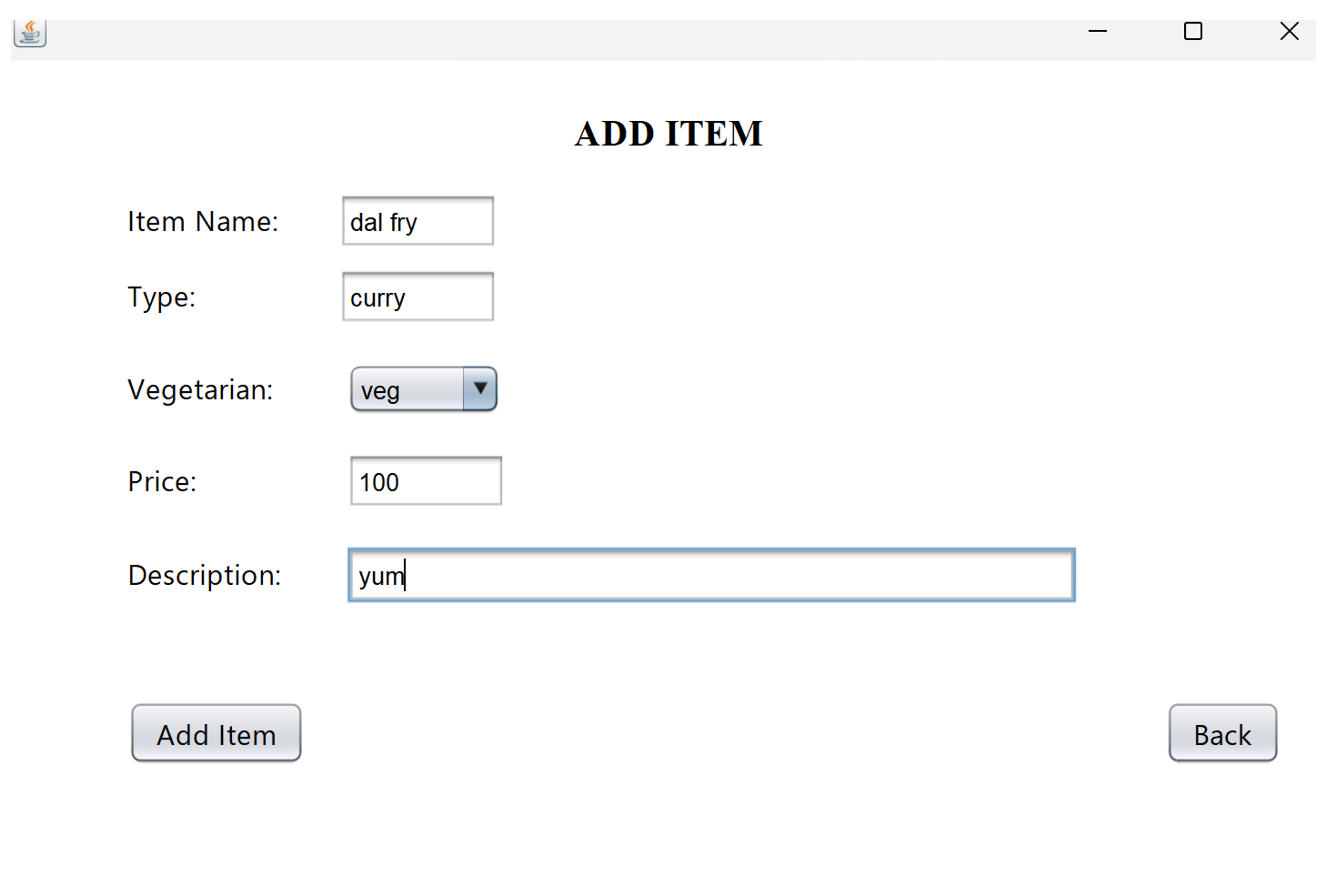 ADD ITEM
Item Name: dal fry
Type: curry
Vegetarian: veg
Price: 100
Description: yum
Add Item Back